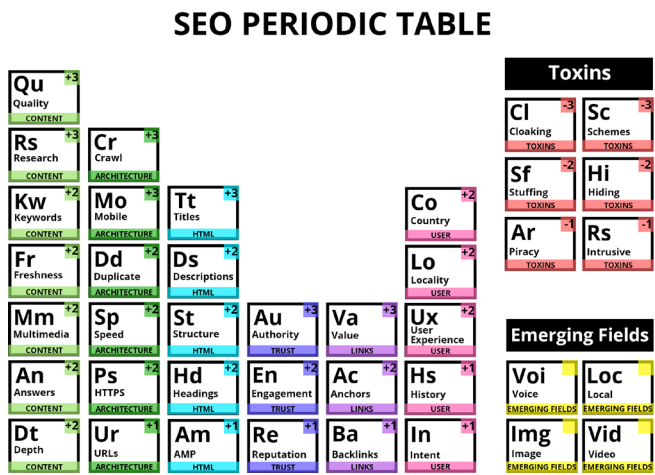 SEO PERIODIC TABLE
Qu +3
Quality
CONTENT
Rs +3
Research
CONTENT
Kw +2
Keywords
CONTENT
Fr +2
Freshness
CONTENT
Mm +2
Multimedia
CONTENT
An +2
Answers
CONTENT
Dt +2
Depth
CONTENT
Cr +3
Crawl
ARCHITECTURE
Mo +3
Mobile
ARCHITECTURE
Dd +2
Duplicate
ARCHITECTURE
Sp +2
Speed
ARCHITECTURE
Ps +2
HTTPS
ARCHITECTURE
Ur +1
URLs
ARCHITECTURE
Tt +3
Titles
HTML
Ds +2
Descriptions
HTML
St +2
Structure
HTML
Hd +2
Headings
HTML
Am +1
AMP
HTML
Au +3
Authority
TRUST
En +2
Engagement
TRUST
Re +1
Reputation
TRUST
Va +3
Value
LINKS
Ac +2
Anchors
LINKS
Ba +1
Backlinks
LINKS
Co +2
Country
USER
Lo +2
Locality
USER
Ux +2
User
Experience
USER
Hs +1
History
USER
In +1
Intent
USER
Toxins
Cl -3
Cloaking
TOXINS
Sc -3
Schemes
TOXINS
Sf -2
Stuffing
TOXINS
Hi -2
Hiding
TOXINS
Ar -1
Piracy
TOXINS
Rs -1
Intrusive
TOXINS
Emerging Fields
Voi
Voice
EMERGING FIELDS
Loc
Local
EMERGING FIELDS
Img
Image
EMERGING FIELDS
Vid
Video
EMERGING FIELDS